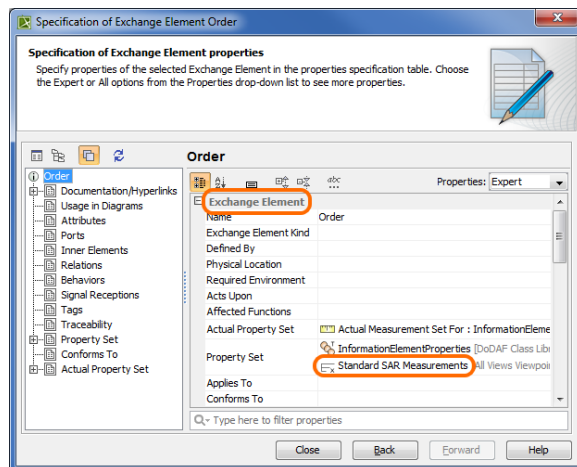 Specification of Exchange Element Order
Specification of Exchange Element properties
Specify properties of the selected Exchange Element in the properties specification table. Choose
the Expert or All options from the Properties drop-down list to see more properties.
Order
Order
Documentation/Hyperlinks
Usage in Diagrams
Attributes
Ports
Inner Elements
Relations
Behaviors
Signal Receptions
Tags
Traceability
Property Set
Conforms To
Actual Property Set
Properties: Expert
Exchange Element
Name Order
Exchange Element Kind
Defined By
Physical Location
Required Environment
Acts Upon
Affected Functions
Actual Property Set Actual Measurement Set For : InformationEleme
Property Set InformationElementProperties [DoDAF Class Libr
Standard SAR Measurements [All Views Viewpoin
Applies To
Conforms To
Type here to filter properties
Close Back Forward Help